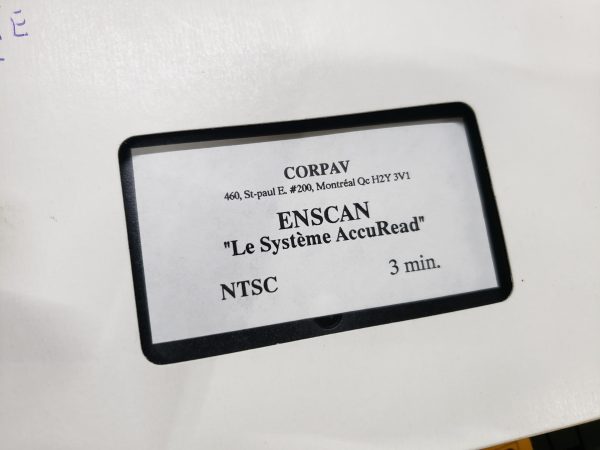 CORPAV
460, St-paul E. #200, Montréal Qc H2Y 3V1
ENSCAN
"Le Système AccuRead"
NTSC
3 min.